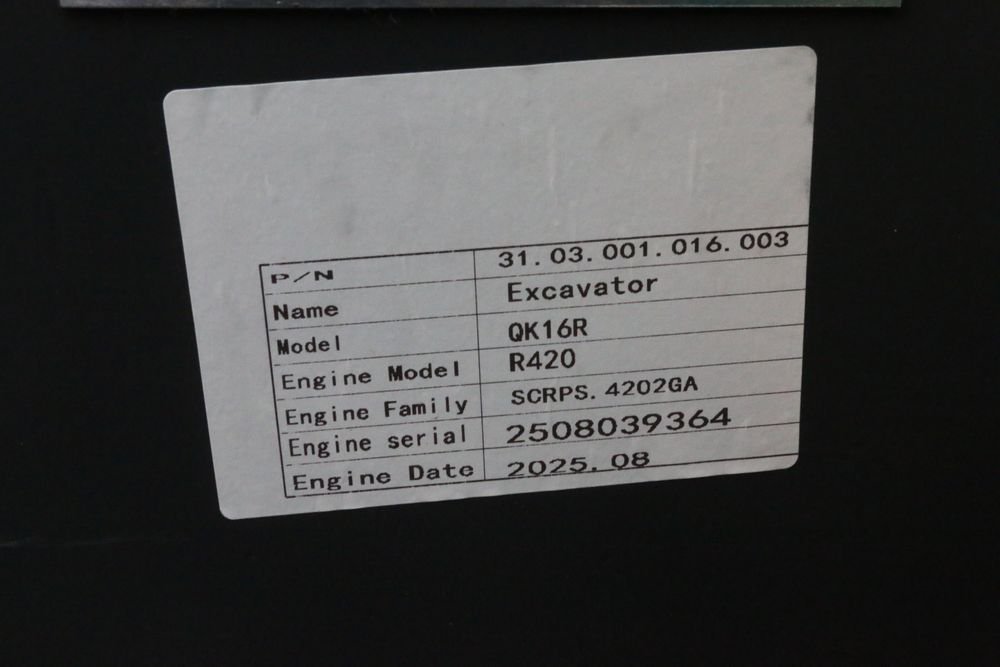 P/N 31.03.001.016.003
Name Excavator
Model QK16R
Engine Model R420
Engine Family SCRPS.4202GA
Engine serial 2508039364
Engine Date 2025.08